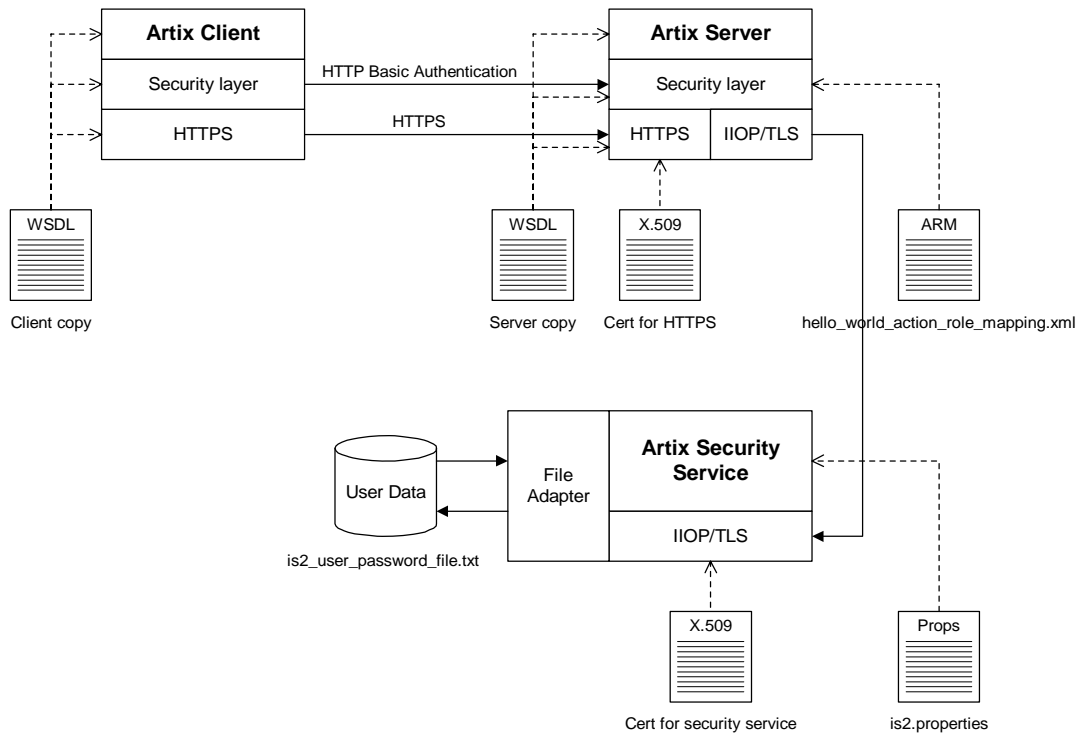 Artix Client
Security layer
HTTPS
HTTP Basic Authentication
HTTPS
Artix Server
Security layer
HTTPS
IIOP/TLS
WSDL
Client copy
WSDL
Server copy
X.509
Cert for HTTPS
ARM
hello_world_action_role_mapping.xml
User Data
is2_user_password_file.txt
File
Adapter
Artix Security
Service
IIOP/TLS
X.509
Cert for security service
Props
is2.properties